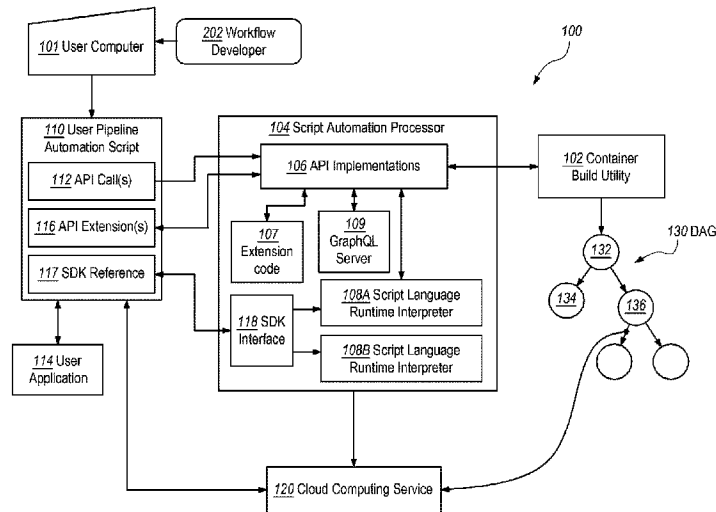 101 User Computer
202 Workflow
Developer
100
110 User Pipeline
Automation Script
112 API Call(s)
116 API Extension(s)
117 SDK Reference
114 User
Application
104 Script Automation Processor
106 API Implementations
107
Extension
code
109
GraphQL
Server
118 SDK
Interface
108A Script Language
Runtime Interpreter
108B Script Language
Runtime Interpreter
102 Container
Build Utility
130 DAG
132
134
136
120 Cloud Computing Service